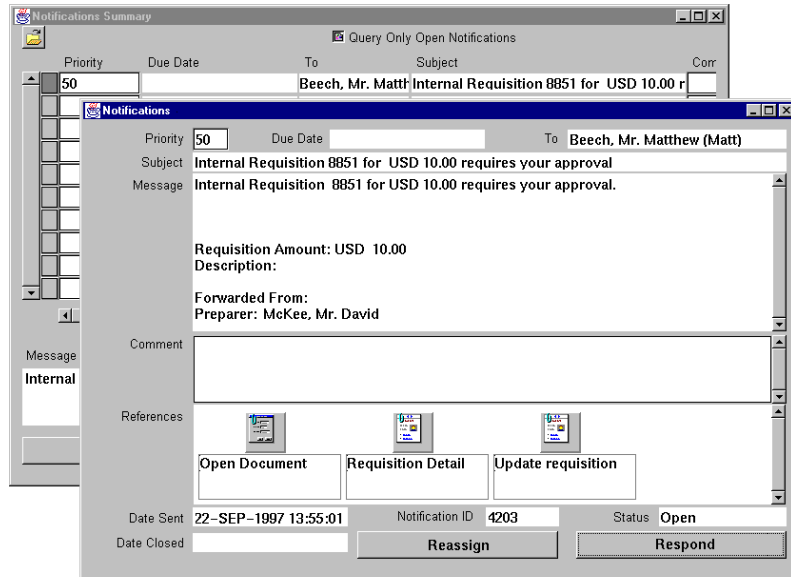 Notifications Summary
Query Only Open Notifications
Priority Due Date To Subject Com
50 Beech, Mr. Matth Internal Requisition 8851 for USD 10.00 r
Notifications
Priority 50 Due Date To Beech, Mr. Matthew (Matt)
Subject Internal Requisition 8851 for USD 10.00 requires your approval
Message Internal Requisition 8851 for USD 10.00 requires your approval.
Requisition Amount: USD 10.00
Description:
Forwarded From:
Preparer: McKee, Mr. David
Comment
Message
Internal
References
Open Document Requisition Detail Update requisition
Date Sent 22-SEP-1997 13:55:01 Notification ID 4203 Status Open
Date Closed Reassign Respond